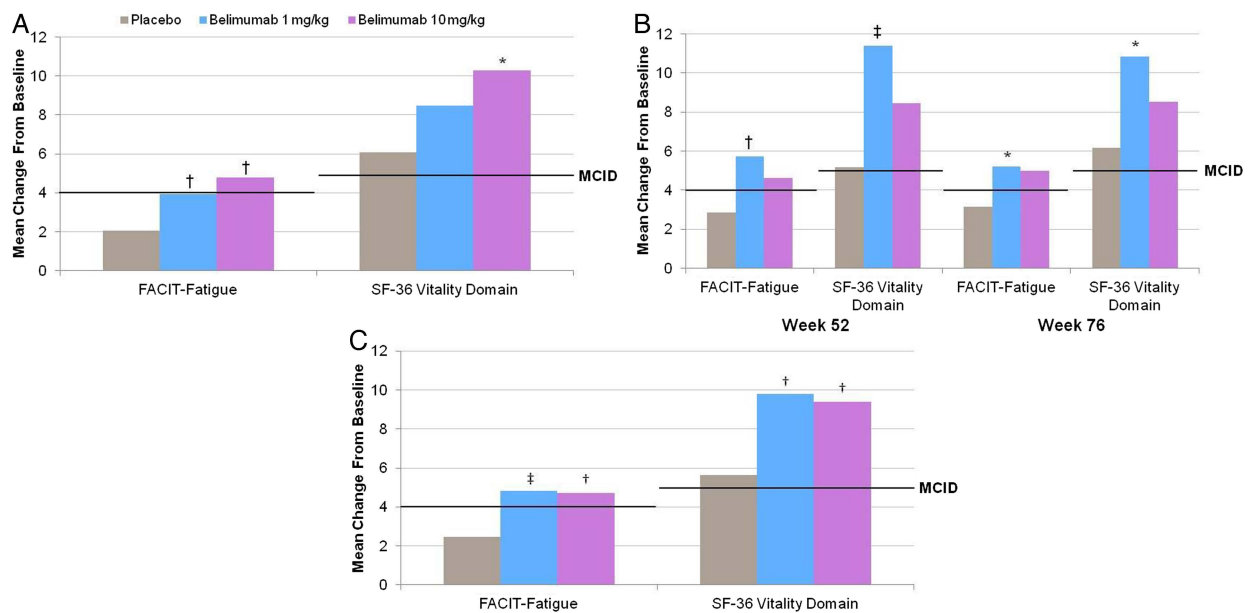 A
Placebo Belimumab 1 mg/kg Belimumab 10 mg/kg
Mean Change From Baseline
12
10
8
6
4
2
0
†
†
*
MCID
FACIT-Fatigue SF-36 Vitality Domain
B
Mean Change From Baseline
12
10
8
6
4
2
0
†
‡
*
*
MCID
FACIT-Fatigue SF-36 Vitality FACIT-Fatigue SF-36 Vitality
Domain Domain
Week 52 Week 76
C
Mean Change From Baseline
12
10
8
6
4
2
0
‡
†
†
†
MCID
FACIT-Fatigue SF-36 Vitality Domain